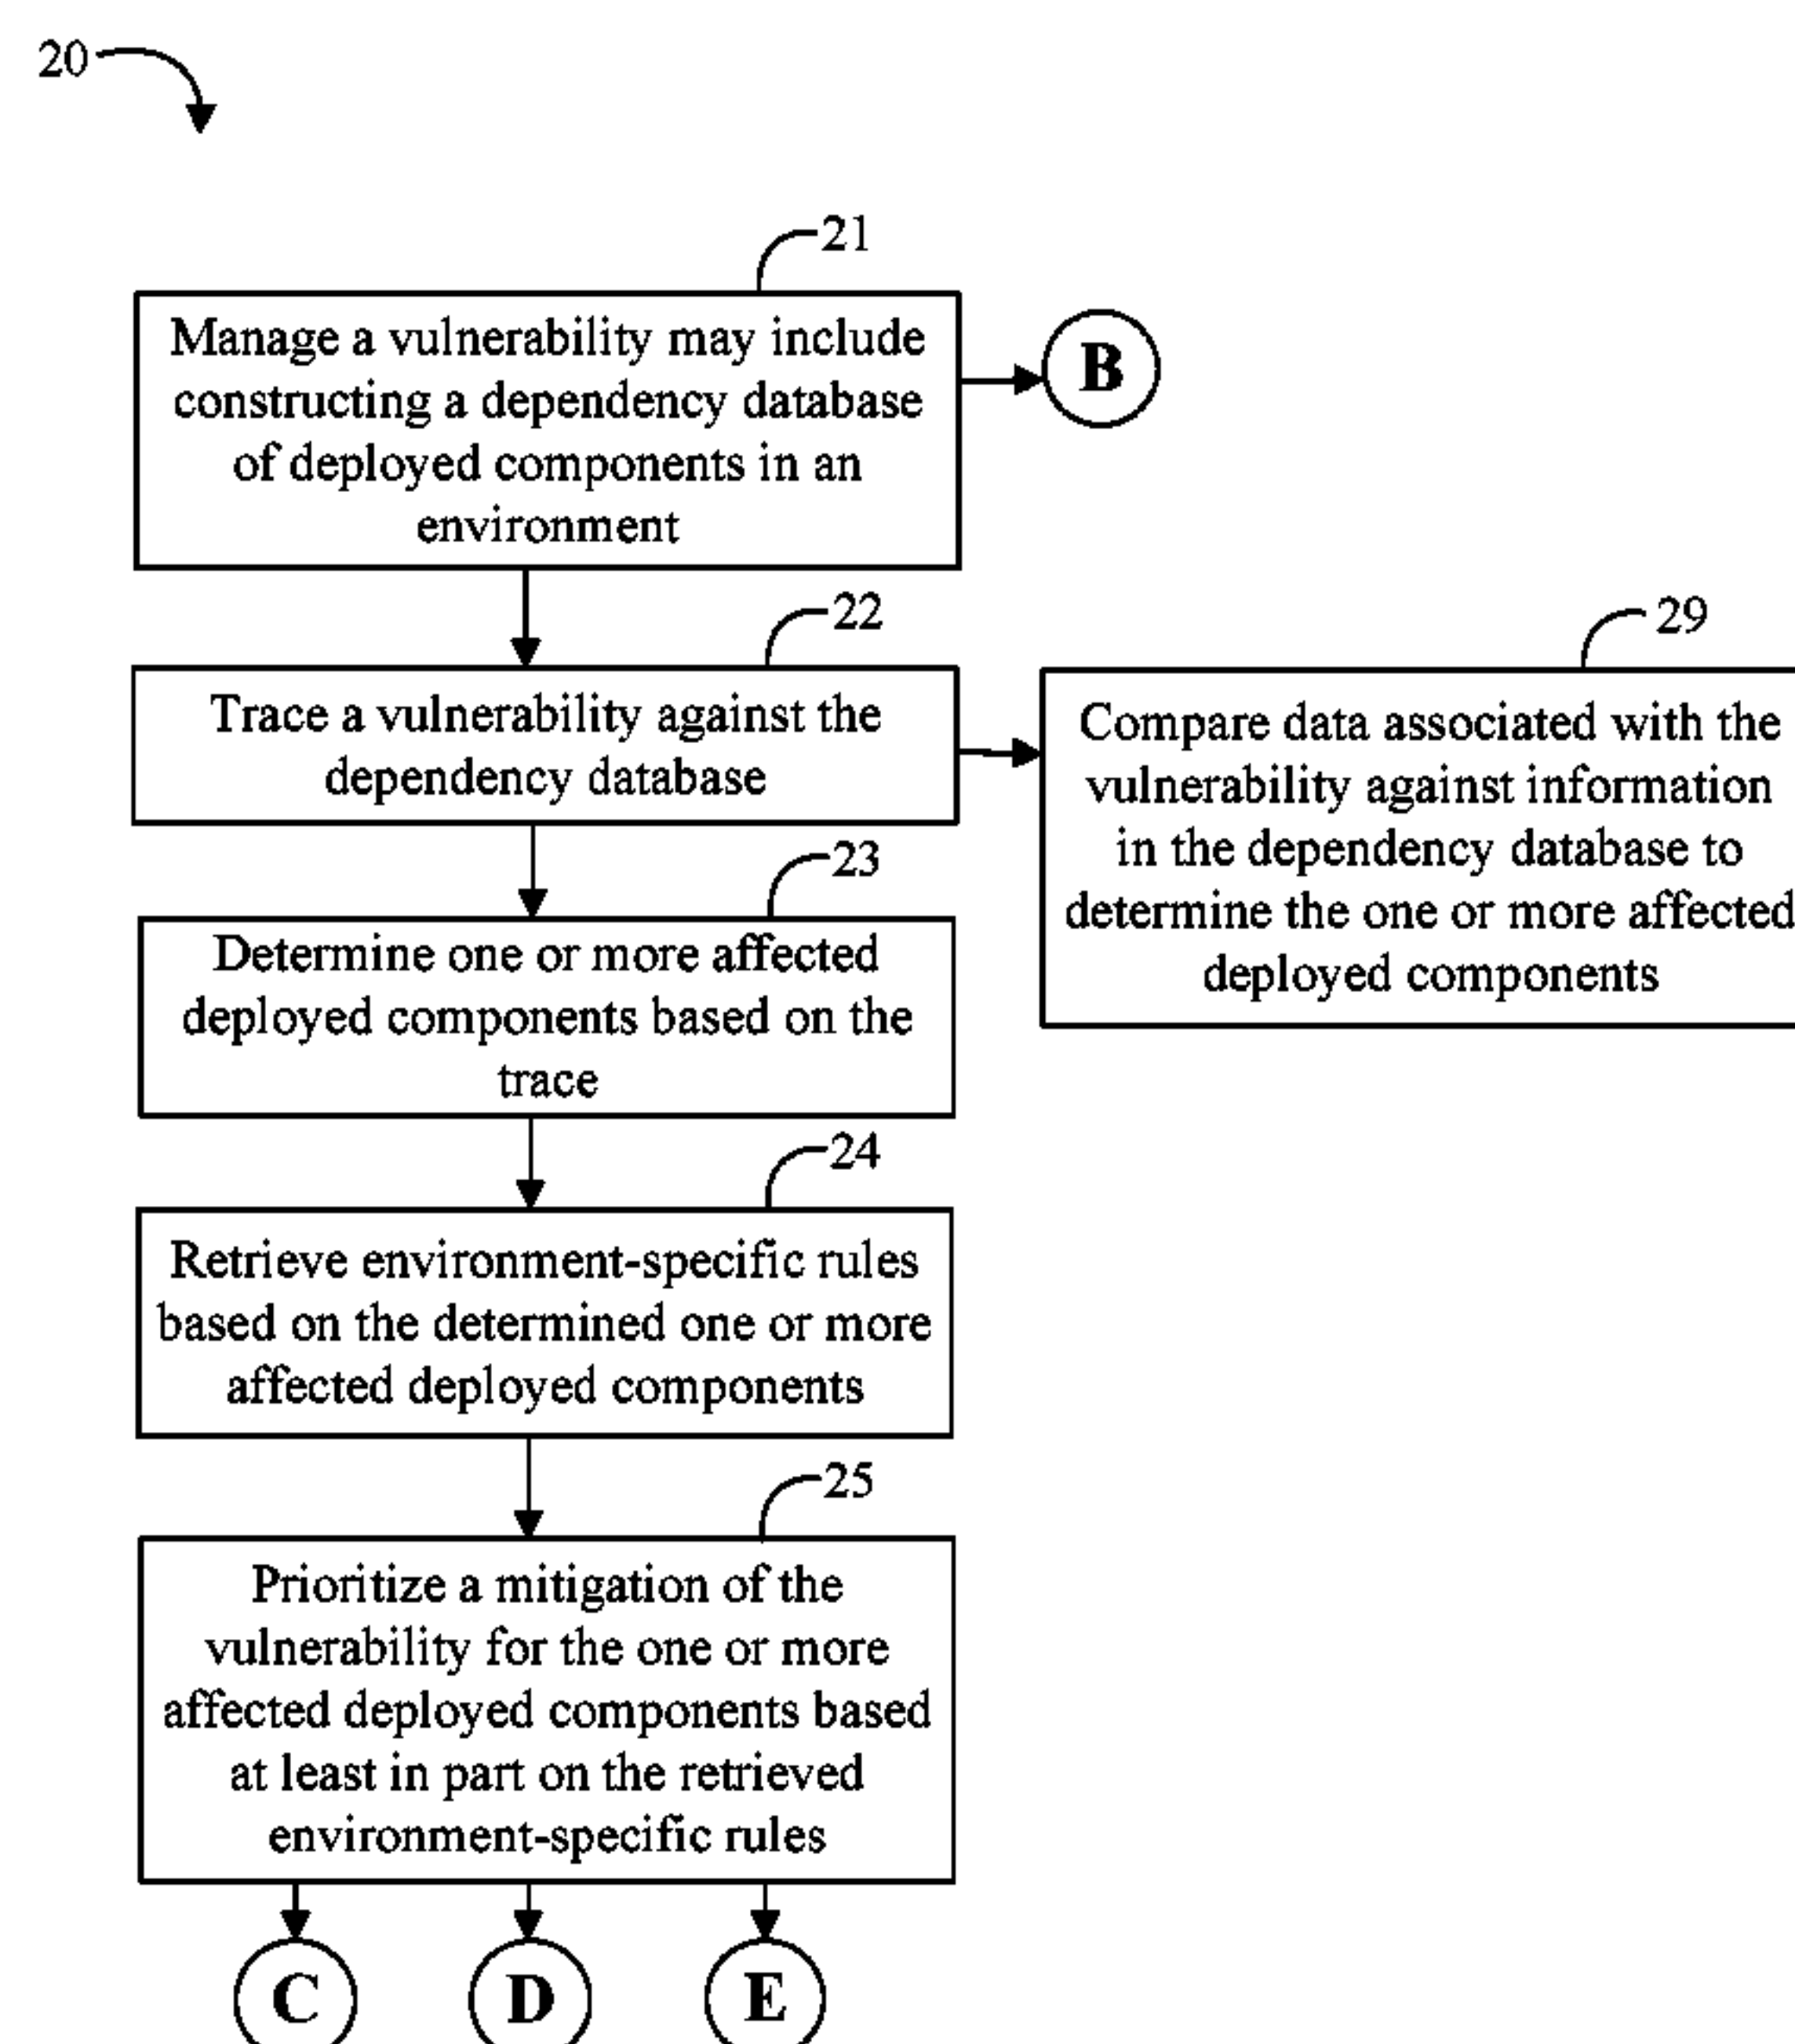 20
21
Manage a vulnerability may include
constructing a dependency database
of deployed components in an
environment
B
22
Trace a vulnerability against the
dependency database
29
Compare data associated with the
vulnerability against information
in the dependency database to
determine the one or more affected
deployed components
23
Determine one or more affected
deployed components based on the
trace
24
Retrieve environment-specific rules
based on the determined one or more
affected deployed components
25
Prioritize a mitigation of the
vulnerability for the one or more
affected deployed components based
at least in part on the retrieved
environment-specific rules
C
D
E